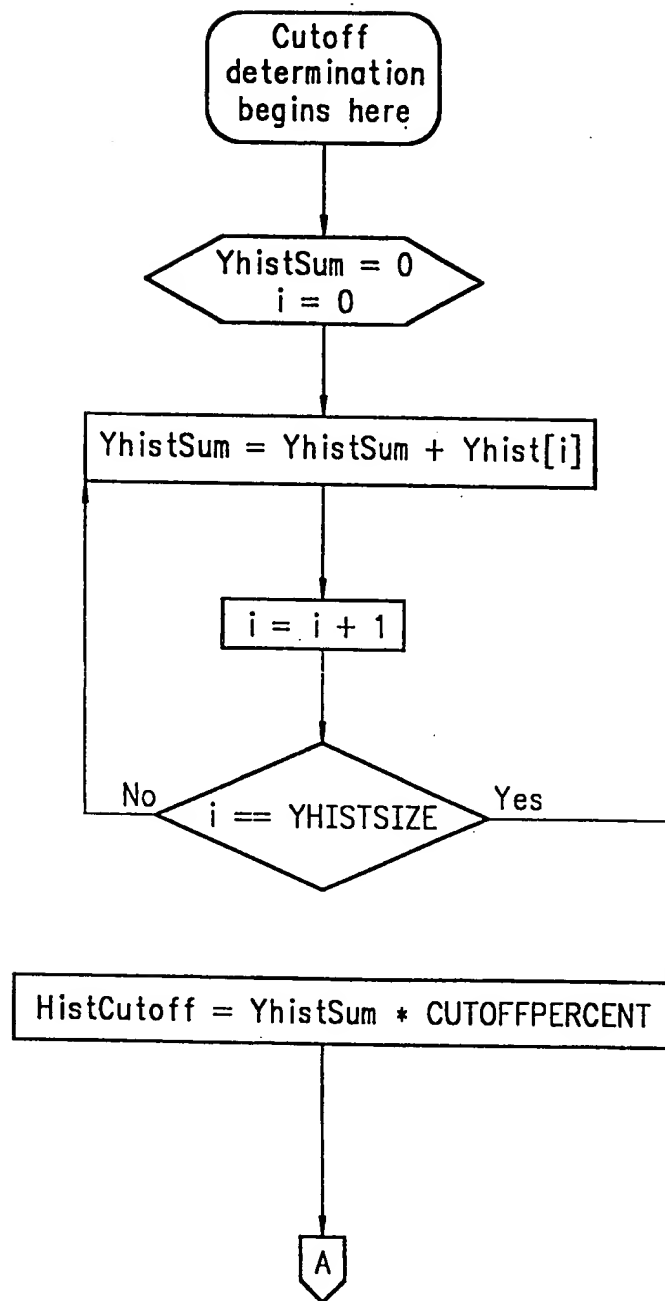 Cutoff
determination
begins here
YhistSum = 0
i = 0
YhistSum = YhistSum + Yhist[i]
i = i + 1
No
i == YHISTSIZE
Yes
HistCutoff = YhistSum * CUTOFFPERCENT
A